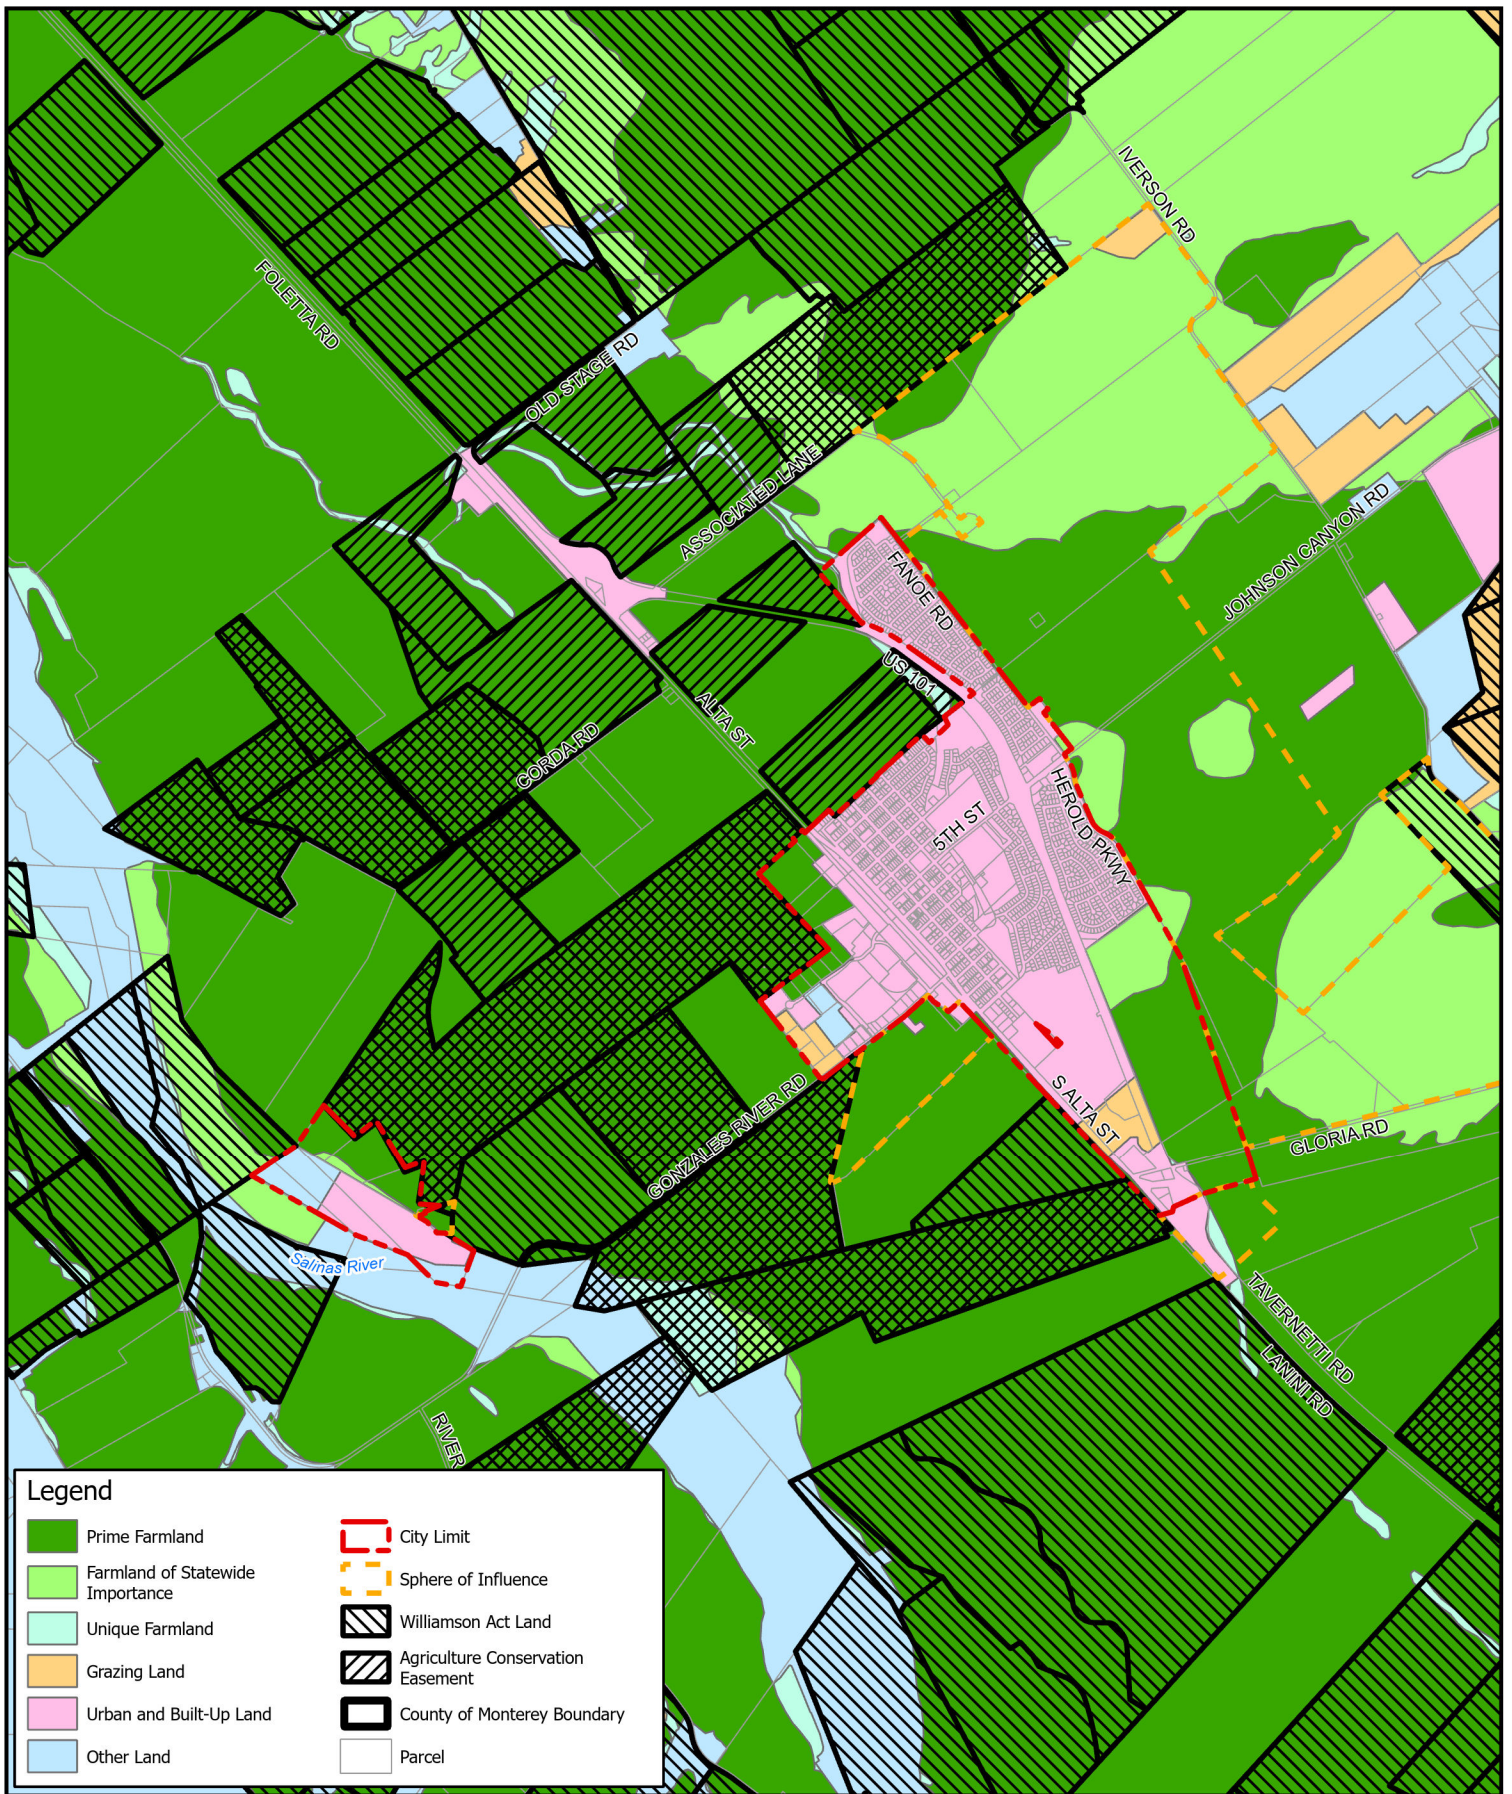 IVERSON RD
FOLETTA RD
OLD STAGE RD
ASSOCIATED LANE
JOHNSON CANYON RD
FANOE RD
US 101
ALTA ST
CORDA RD
HEROLD PKWY
5TH ST
S ALTA ST
GONZALES RIVER RD
GLORIA RD
Salinas River
TAVERNETTI RD
LANINI RD
RIVER
Legend
Prime Farmland
Farmland of Statewide
Importance
Unique Farmland
Grazing Land
Urban and Built-Up Land
Other Land
City Limit
Sphere of Influence
Williamson Act Land
Agriculture Conservation
Easement
County of Monterey Boundary
Parcel